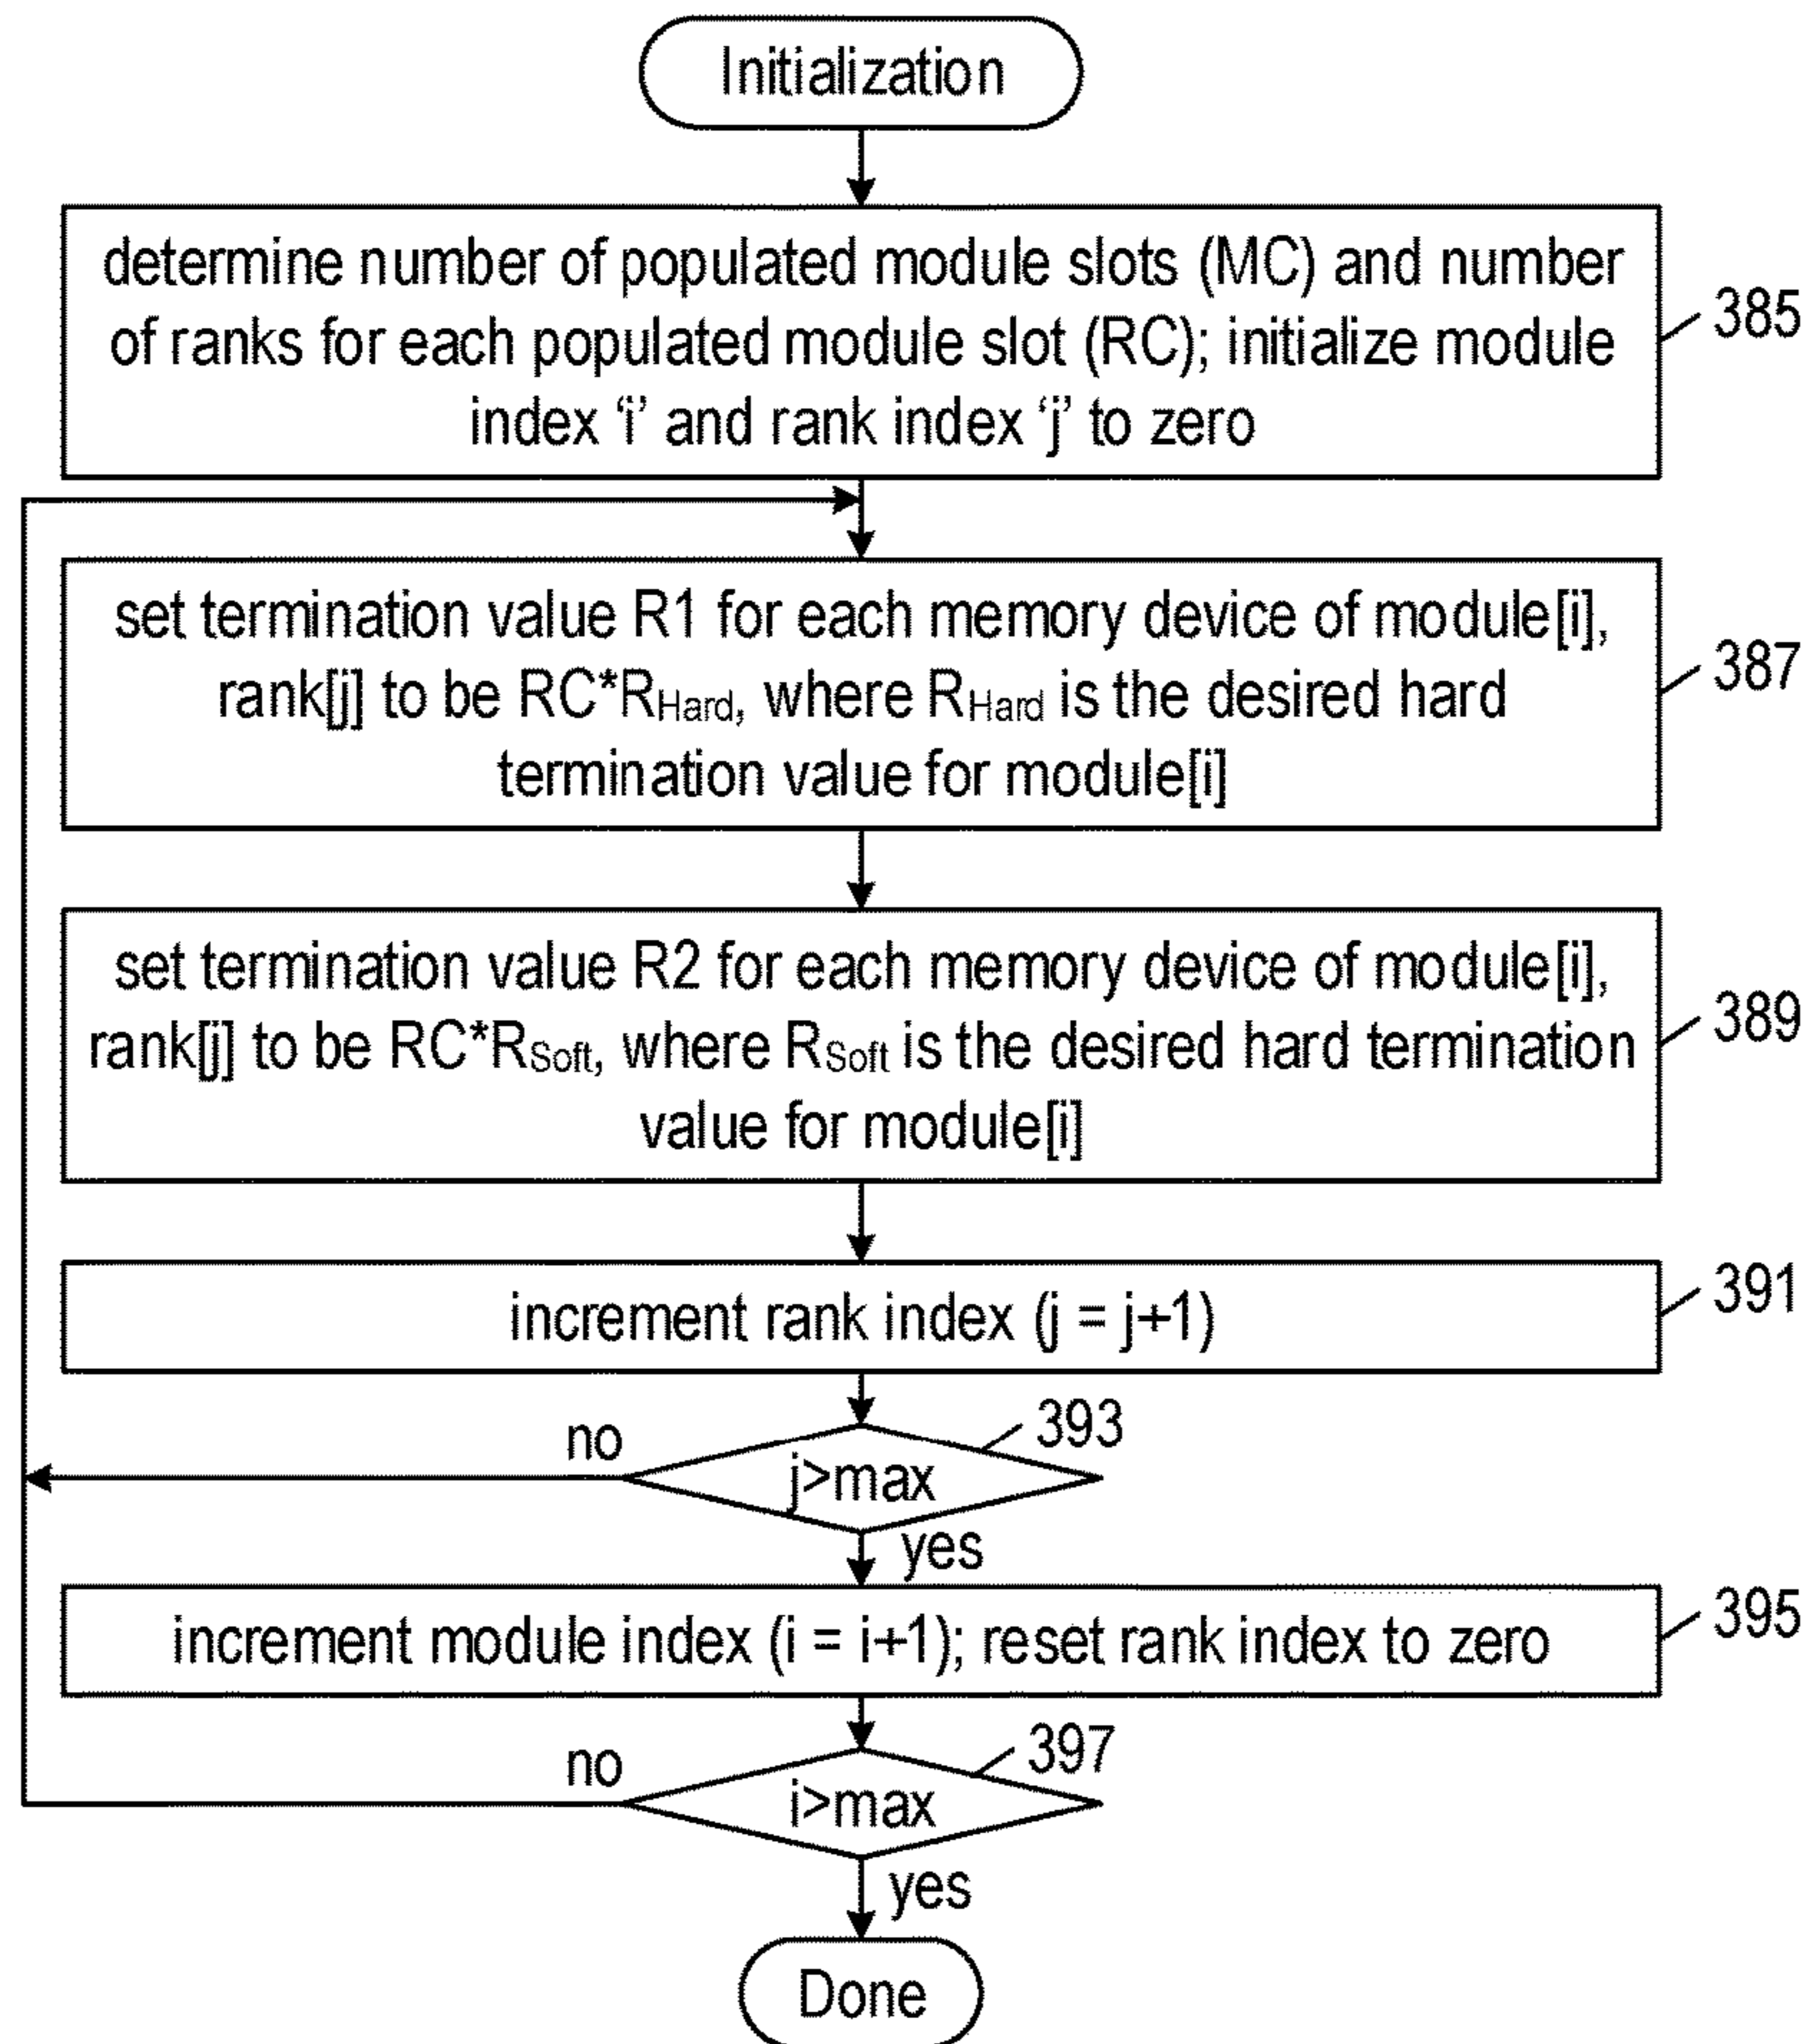 Initialization
determine number of populated module slots (MC) and number
of ranks for each populated module slot (RC); initialize module
index ‘i’ and rank index ‘j’ to zero
385
set termination value R1 for each memory device of module[i],
rank[j] to be RC*RHard, where RHard is the desired hard
termination value for module[i]
387
set termination value R2 for each memory device of module[i],
rank[j] to be RC*RSoft, where RSoft is the desired hard termination
value for module[i]
389
increment rank index (j = j+1)
391
393
no
j>max
yes
increment module index (i = i+1); reset rank index to zero
395
397
no
i>max
yes
Done